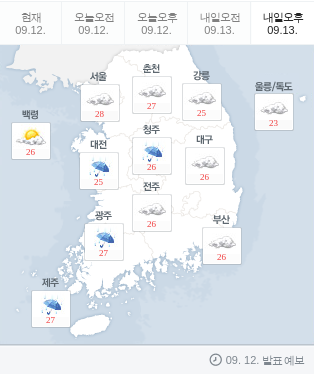 현재 오늘오전 오늘오후 내일오전 내일오후
09.12. 09.12. 09.12. 09.13. 09.13.
춘천
27
서울
28
강릉
25
울릉/독도
23
백령
26
청주
26
대전
25
대구
26
전주
26
광주
27
부산
26
제주
27
09. 12. 발표 예보